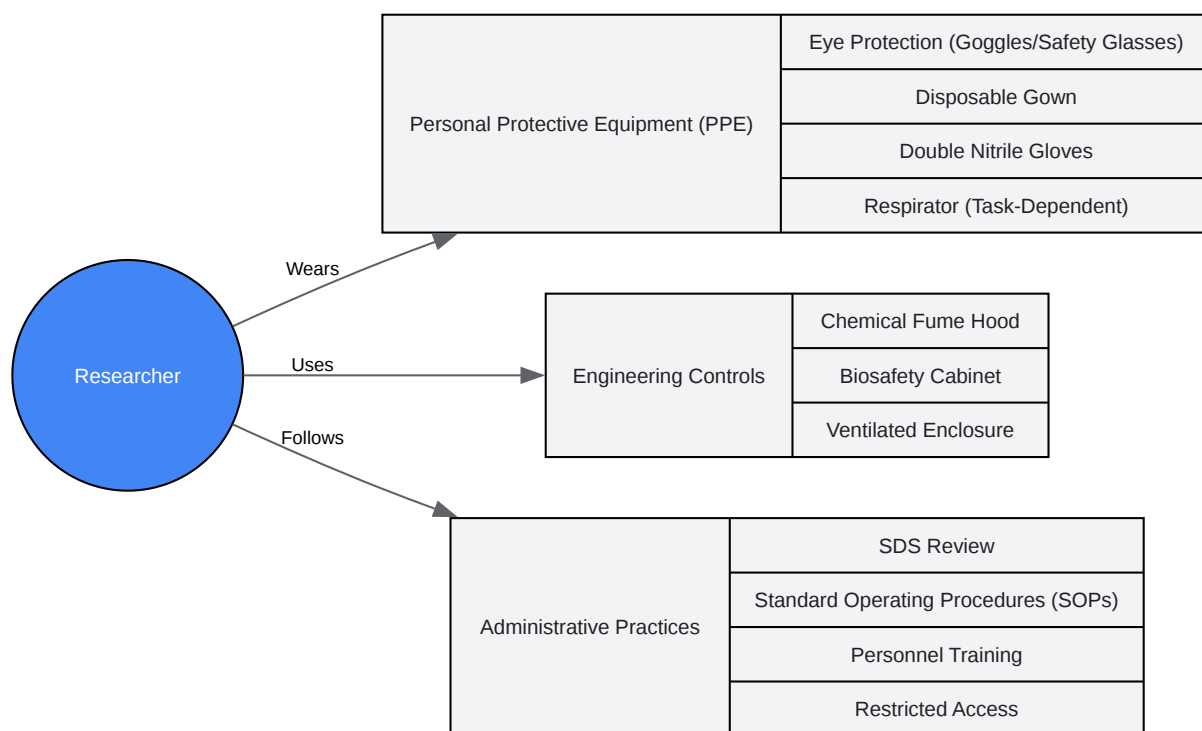 Researcher
Wears
Uses
Follows
Personal Protective Equipment (PPE)
Eye Protection (Goggles/Safety Glasses)
Disposable Gown
Double Nitrile Gloves
Respirator (Task-Dependent)
Engineering Controls
Chemical Fume Hood
Biosafety Cabinet
Ventilated Enclosure
Administrative Practices
SDS Review
Standard Operating Procedures (SOPs)
Personnel Training
Restricted Access